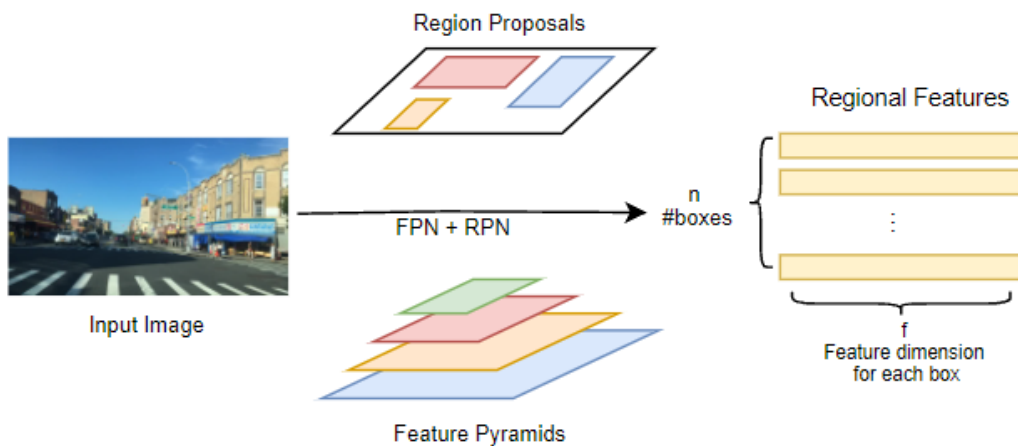 Region Proposals
Regional Features
n
#boxes
FPN + RPN
⋮
Input Image
f
Feature dimension
for each box
Feature Pyramids